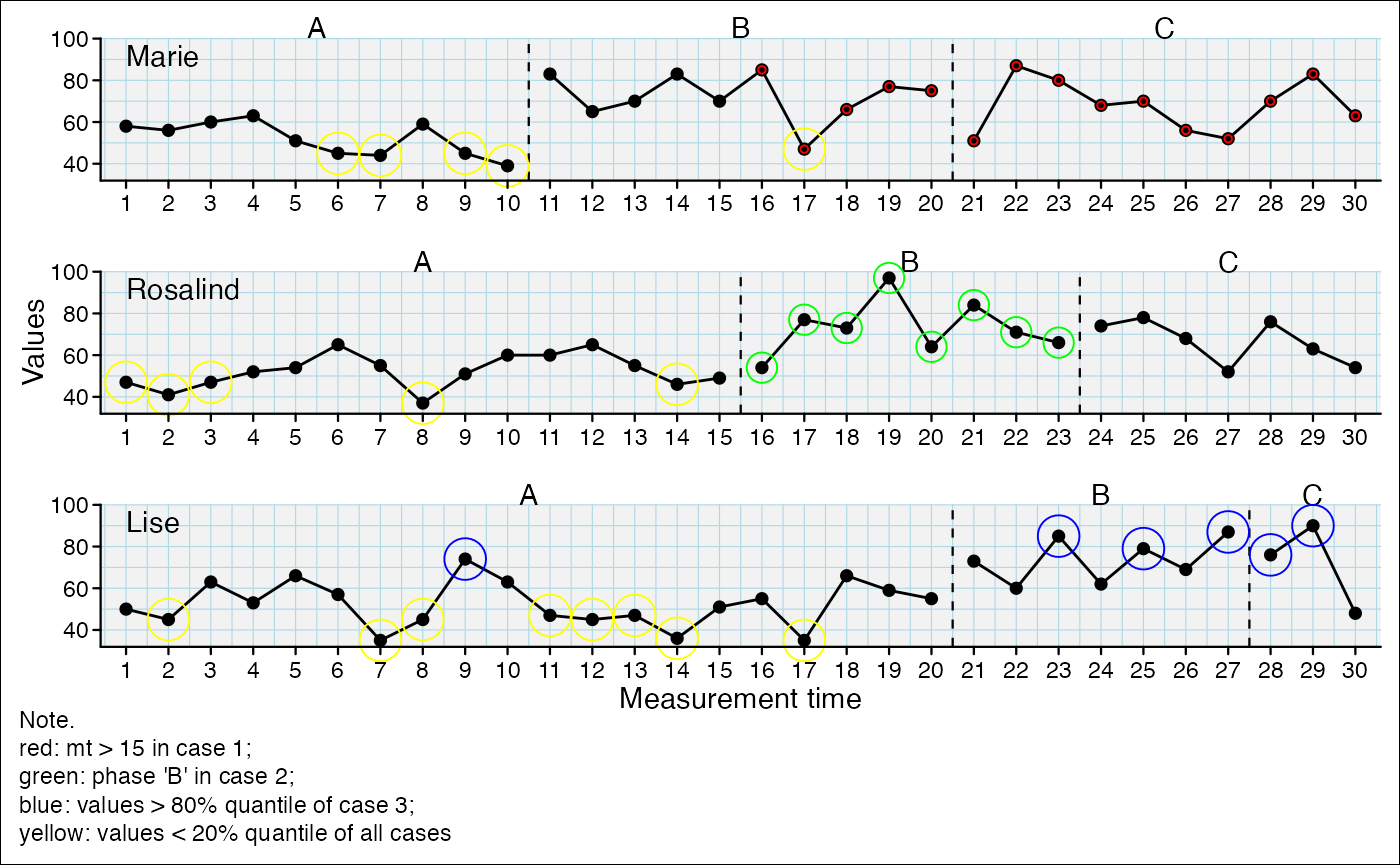 A B C
100
Marie
80
60
40
1 2 3 4 5 6 7 8 9 10 11 12 13 14 15 16 17 18 19 20 21 22 23 24 25 26 27 28 29 30
A B C
100
Rosalind
80
60
40
1 2 3 4 5 6 7 8 9 10 11 12 13 14 15 16 17 18 19 20 21 22 23 24 25 26 27 28 29 30
Values
A B C
100
Lise
80
60
40
1 2 3 4 5 6 7 8 9 10 11 12 13 14 15 16 17 18 19 20 21 22 23 24 25 26 27 28 29 30
Measurement time
Note.
red: mt > 15 in case 1;
green: phase 'B' in case 2;
blue: values > 80% quantile of case 3;
yellow: values < 20% quantile of all cases